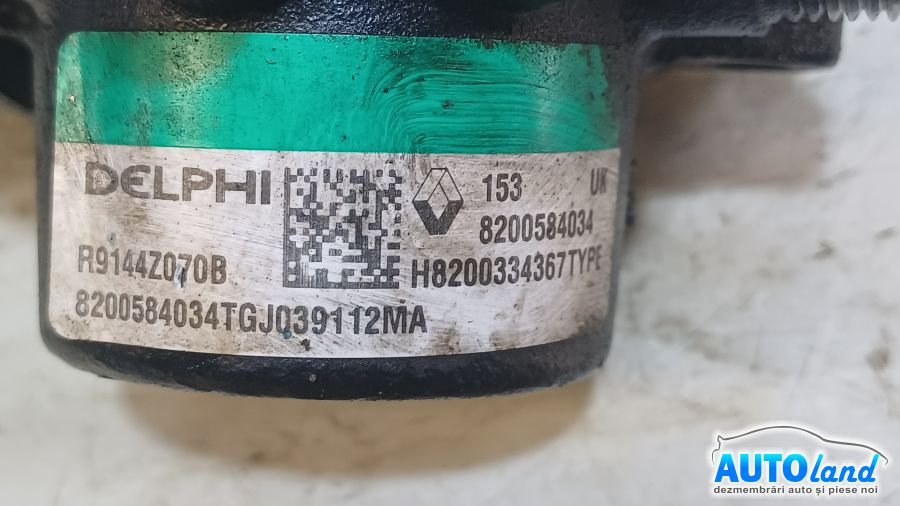 DELPHI
153 UK
8200584034
R9144Z070B
H8200334367TYPE
8200584034TGJ039112MA
AUTOland
dezmembrări auto și piese noi